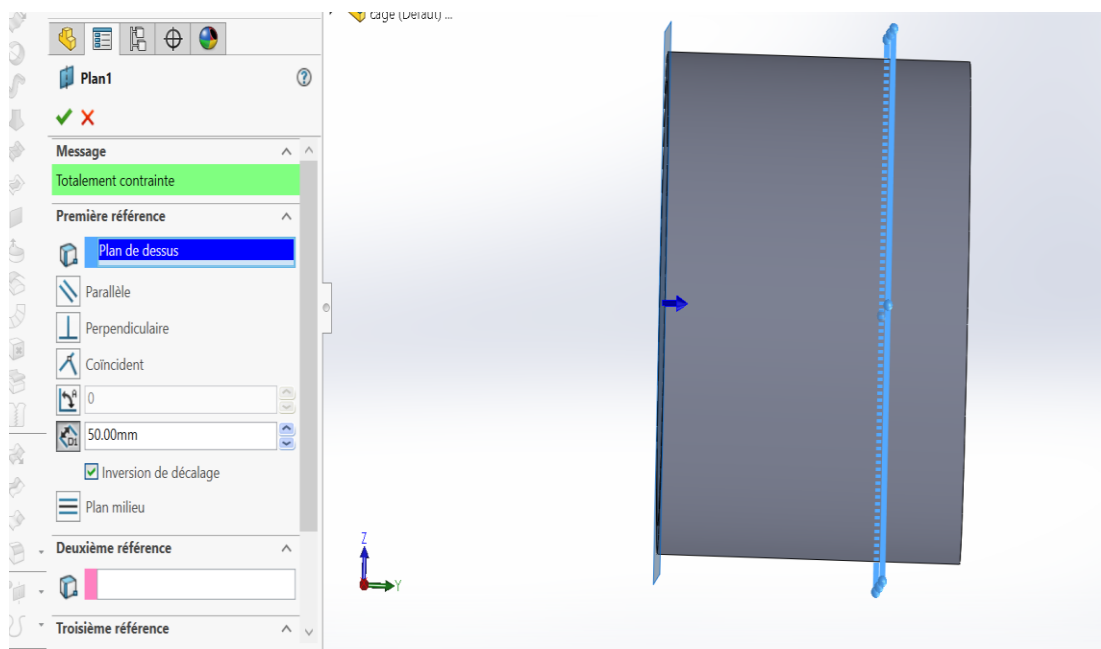 cage (Défaut) ...
Plan1
Message
Totalement contrainte
Première référence
Plan de dessus
Parallèle
Perpendiculaire
Coïncident
0
50.00mm
Inversion de décalage
Plan milieu
Deuxième référence
Troisième référence
Z
Y